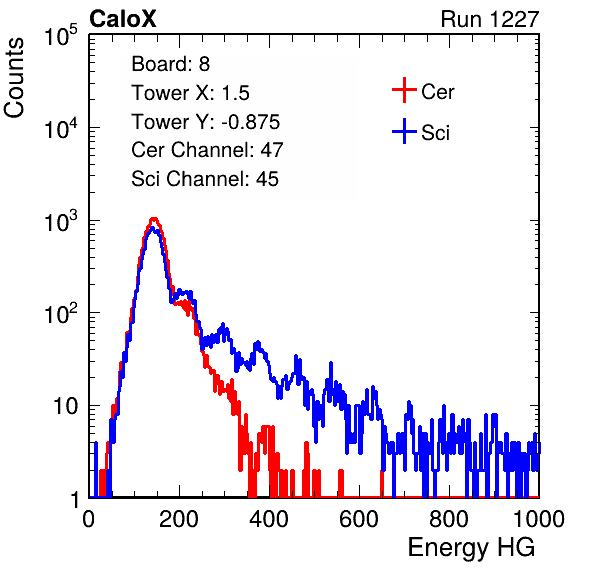 CaloX Run 1227
Counts
Board: 8
Tower X: 1.5
Tower Y: -0.875
Cer Channel: 47
Sci Channel: 45
Cer
Sci
10^5
10^4
10^3
10^2
10
1
0 200 400 600 800 1000
Energy HG